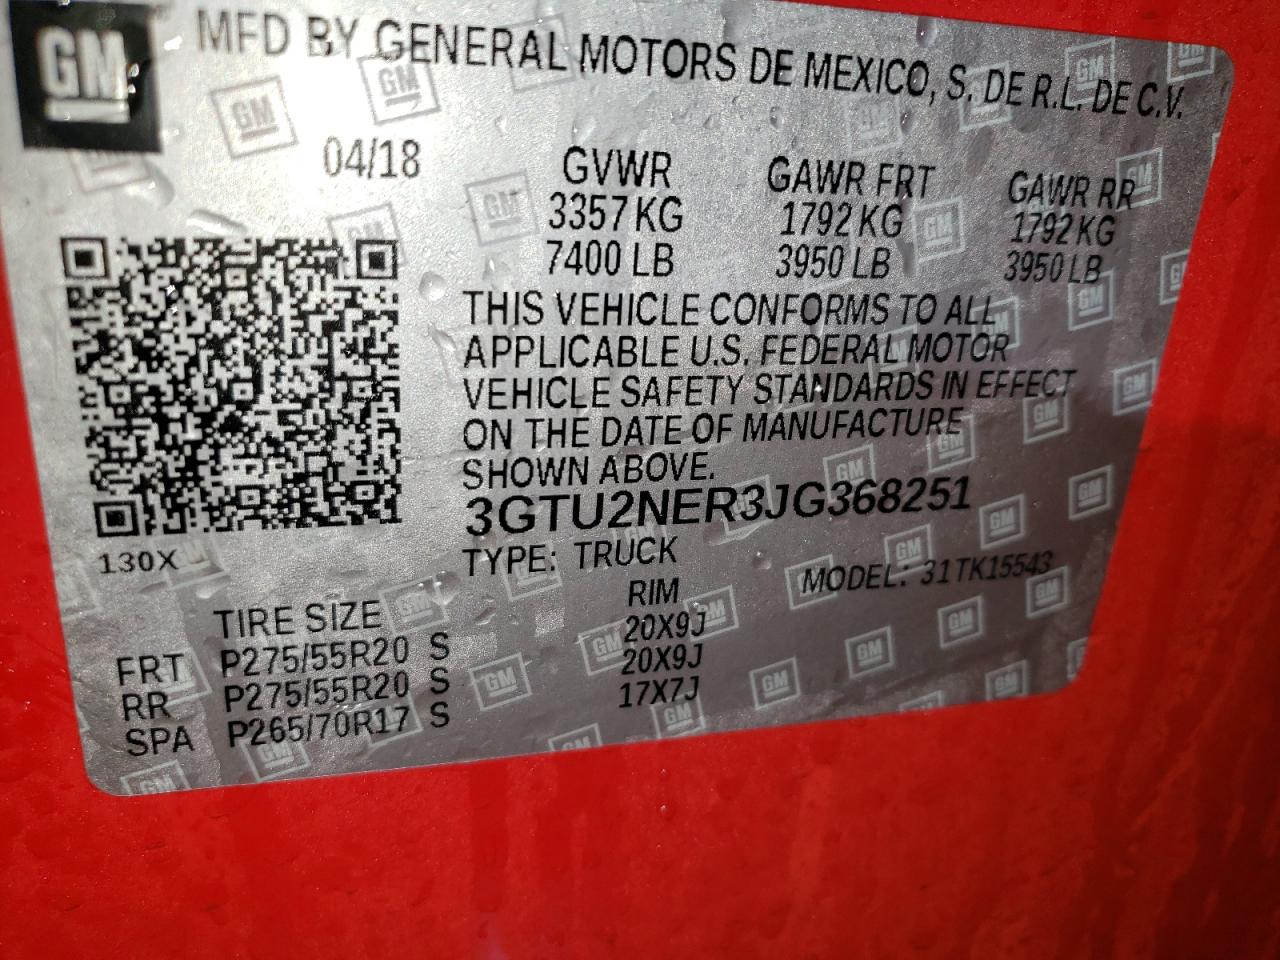 GM
MFD BY GENERAL MOTORS DE MEXICO, S. DE R.L. DE C.V.
04/18
GVWR GAWR FRT GAWR RR
3357 KG 1792 KG 1792 KG
7400 LB 3950 LB 3950 LB
THIS VEHICLE CONFORMS TO ALL
APPLICABLE U.S. FEDERAL MOTOR
VEHICLE SAFETY STANDARDS IN EFFECT
ON THE DATE OF MANUFACTURE
SHOWN ABOVE.
3GTU2NER3JG368251
130X
TYPE: TRUCK MODEL: 31TK15543
TIRE SIZE RIM
FRT P275/55R20 S 20X9J
RR P275/55R20 S 20X9J
SPA P265/70R17 S 17X7J